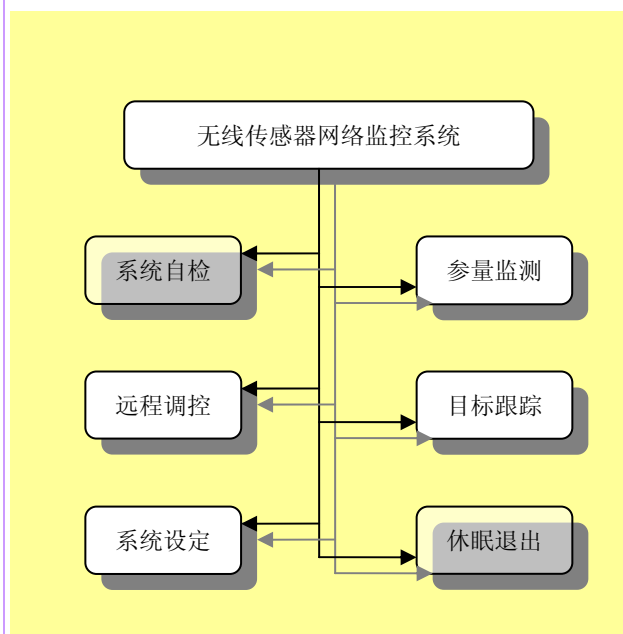 无线传感器网络监控系统
系统自检
参量监测
远程调控
目标跟踪
系统设定
休眠退出